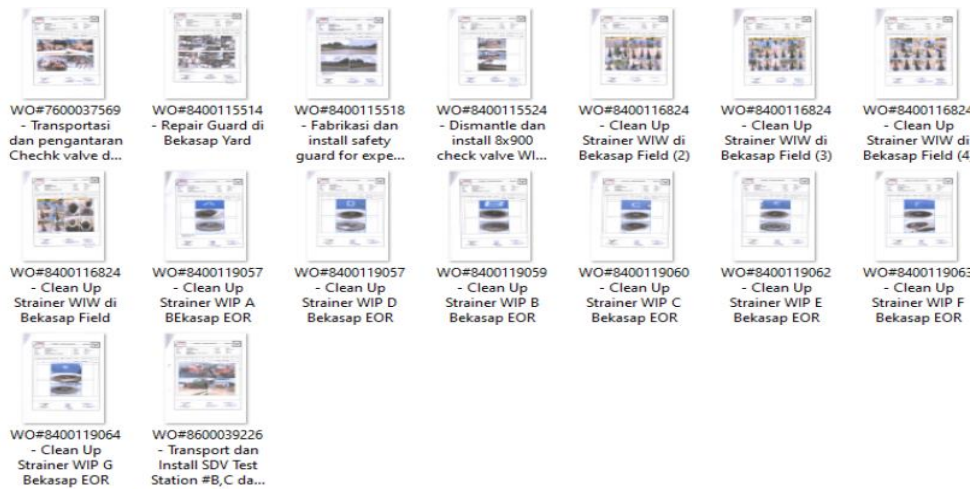 WO#7600037569
- Transportasi
dan pengantaran
Chechk valve d...
WO#8400115514
- Repair Guard di
Bekasap Yard
WO#8400115518
- Fabrikasi dan
install safety
guard for expe...
WO#8400115524
- Dismantle dan
install 8x900
check valve WI...
WO#8400116824
- Clean Up
Strainer WIW di
Bekasap Field (2)
WO#8400116824
- Clean Up
Strainer WIW di
Bekasap Field (3)
WO#8400116824
- Clean Up
Strainer WIW di
Bekasap Field (4
WO#8400116824
- Clean Up
Strainer WIW di
Bekasap Field
WO#8400119057
- Clean Up
Strainer WIP A
BEkasap EOR
WO#8400119057
- Clean Up
Strainer WIP D
Bekasap EOR
WO#8400119059
- Clean Up
Strainer WIP B
Bekasap EOR
WO#8400119060
- Clean Up
Strainer WIP C
Bekasap EOR
WO#8400119062
- Clean Up
Strainer WIP E
Bekasap EOR
WO#8400119063
- Clean Up
Strainer WIP F
Bekasap EOR
WO#8400119064
- Clean Up
Strainer WIP G
Bekasap EOR
WO#8600039226
- Transport dan
Install SDV Test
Station #B,C da...